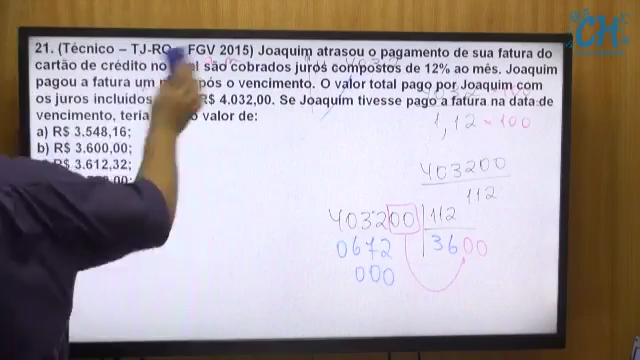 CH
21. (Técnico – TJ-RO – FGV 2015) Joaquim atrasou o pagamento de sua fatura do
cartão de crédito no são cobrados juros compostos de 12% ao mês. Joaquim
pagou a fatura um após o vencimento. O valor total pago por Joaquim com
os juros incluidos R$ 4.032,00. Se Joaquim tivesse pago a fatura na data de
vencimento, teria o valor de:
1,12 100
a) R$ 3.548,16;
b) R$ 3.600,00;
R$ 3.612,32;
403200
112
403200 112
0672 3600
000